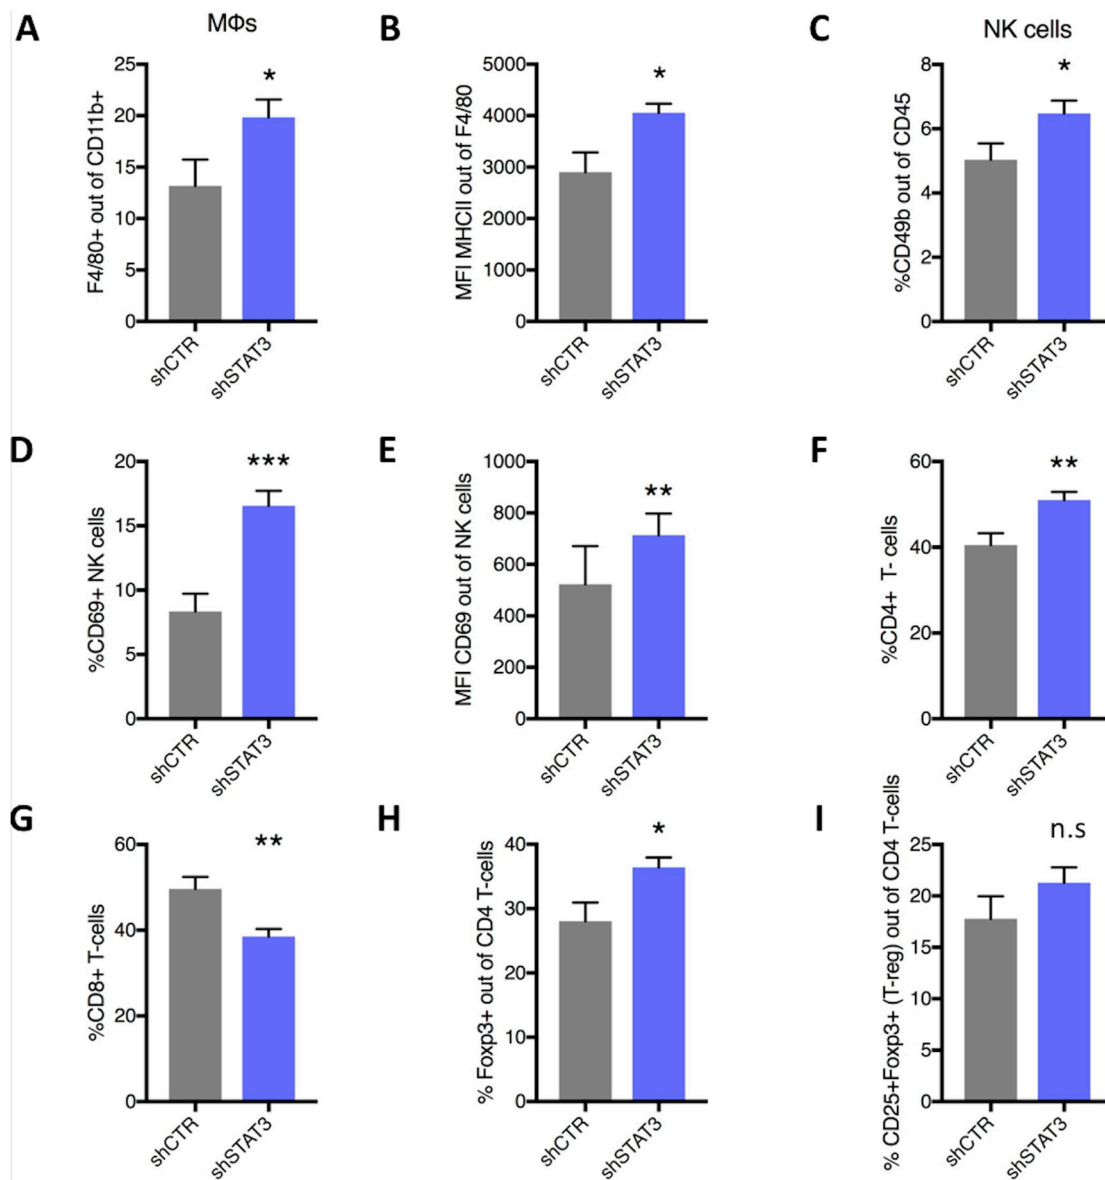 A
MΦs
F4/80+ out of CD11b+
25
20
15
10
5
0
*
shCTR
shSTAT3
B
MFI MHCII out of F4/80
5000
4000
3000
2000
1000
0
*
shCTR
shSTAT3
C
NK cells
%CD49b out of CD45
8
6
4
2
0
*
shCTR
shSTAT3
D
%CD69+ NK cells
20
15
10
5
0
***
shCTR
shSTAT3
E
MFI CD69 out of NK cells
1000
800
600
400
200
0
**
shCTR
shSTAT3
F
%CD4+ T- cells
60
40
20
0
**
shCTR
shSTAT3
G
%CD8+ T-cells
60
40
20
0
**
shCTR
shSTAT3
H
% Foxp3+ out of CD4 T-cells
40
30
20
10
0
*
shCTR
shSTAT3
I
% CD25+Foxp3+ (T-reg) out of CD4 T-cells
25
20
15
10
5
0
n.s
shCTR
shSTAT3